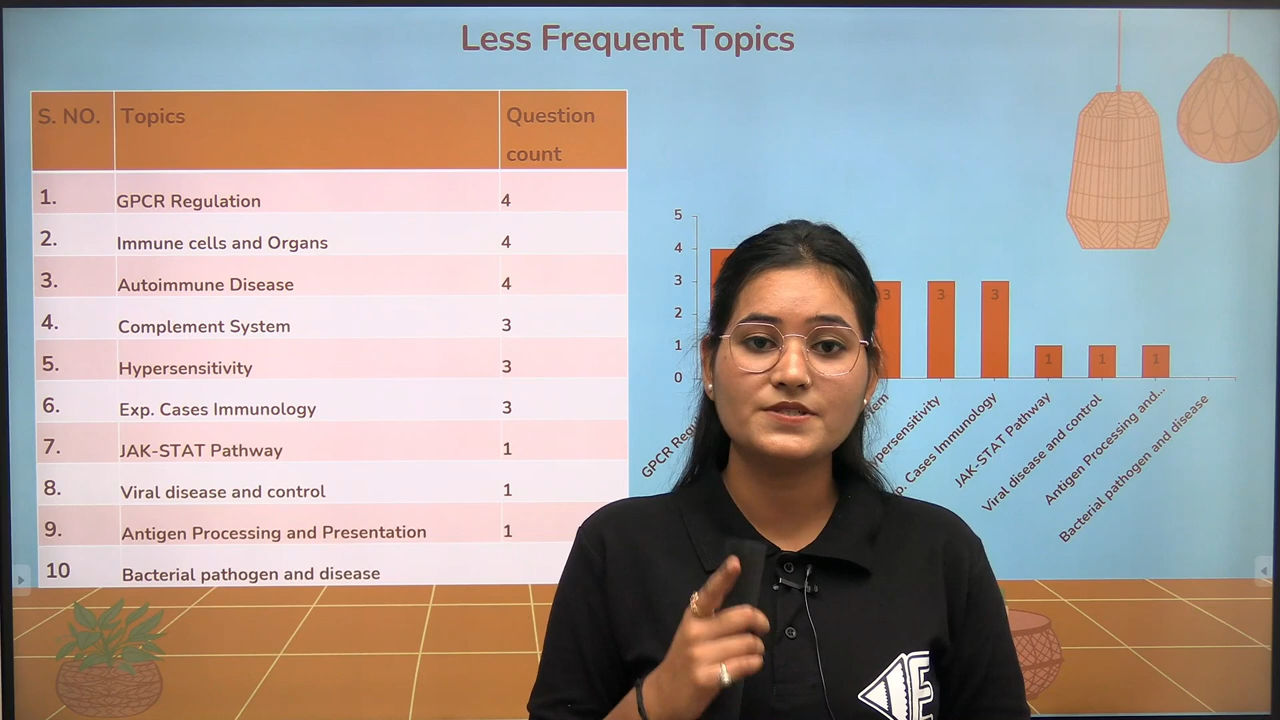 Less Frequent Topics
S. NO. Topics Question count
1. GPCR Regulation 4
2. Immune cells and Organs 4
3. Autoimmune Disease 4
4. Complement System 3
5. Hypersensitivity 3
6. Exp. Cases Immunology 3
7. JAK-STAT Pathway 1
8. Viral disease and control 1
9. Antigen Processing and Presentation 1
10 Bacterial pathogen and disease
5
4
3
2
1
0
3 3 3 1 1 1
GPCR
JAK-STAT Pathway
Cases Immunology
Viral disease and control
Antigen Processing and...
Bacterial pathogen and disease
E